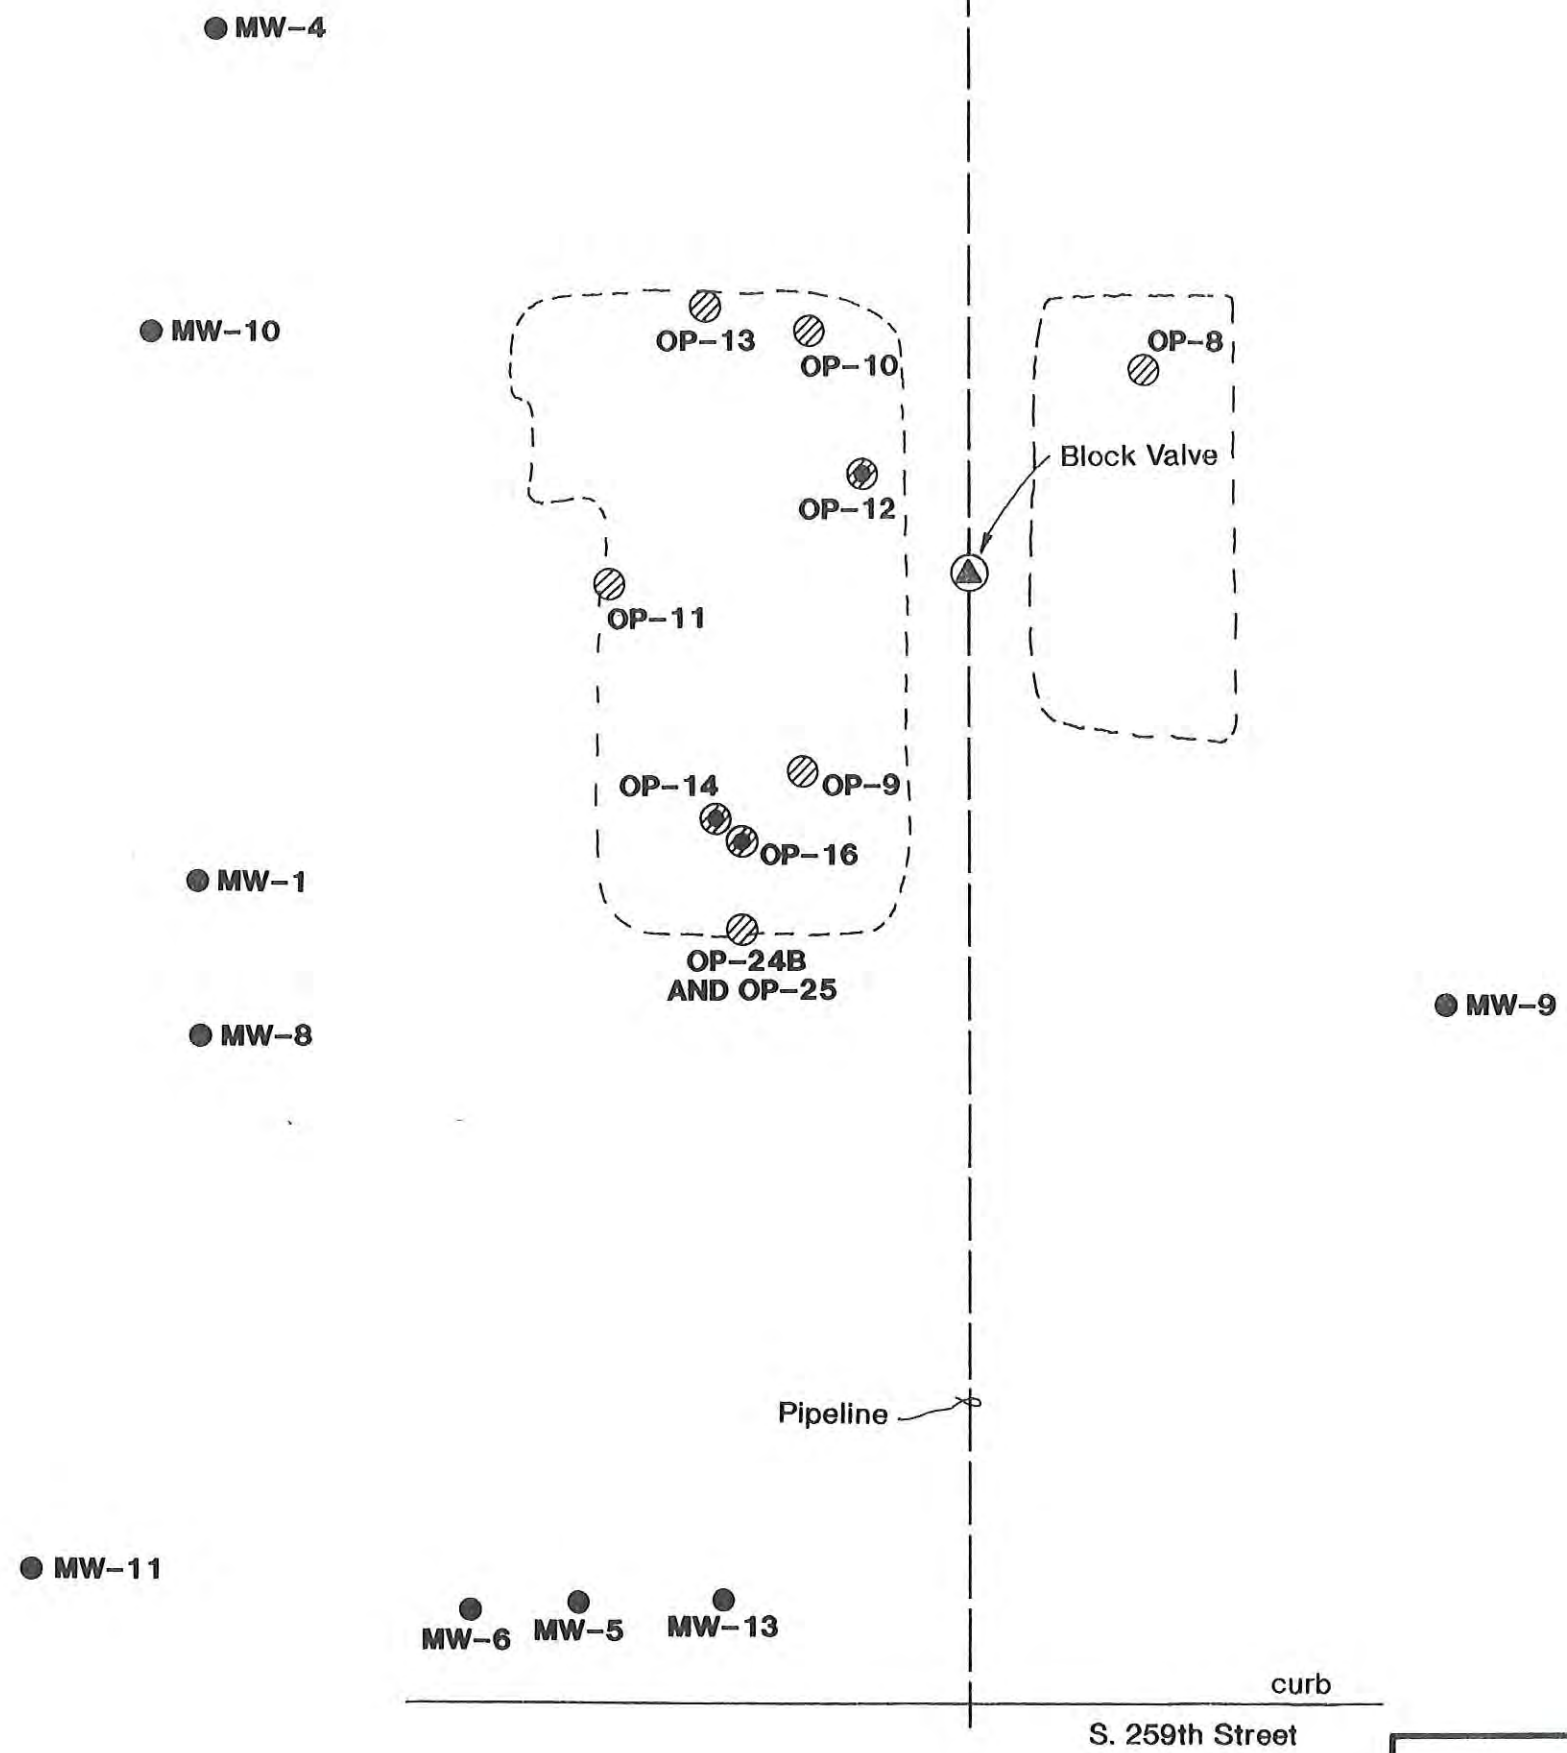 MW-4
MW-10
OP-13
OP-10
OP-8
Block Valve
OP-12
OP-11
OP-14
OP-9
OP-16
MW-1
OP-24B
AND OP-25
MW-9
MW-8
Pipeline
MW-11
MW-6
MW-5
MW-13
curb
S. 259th Street